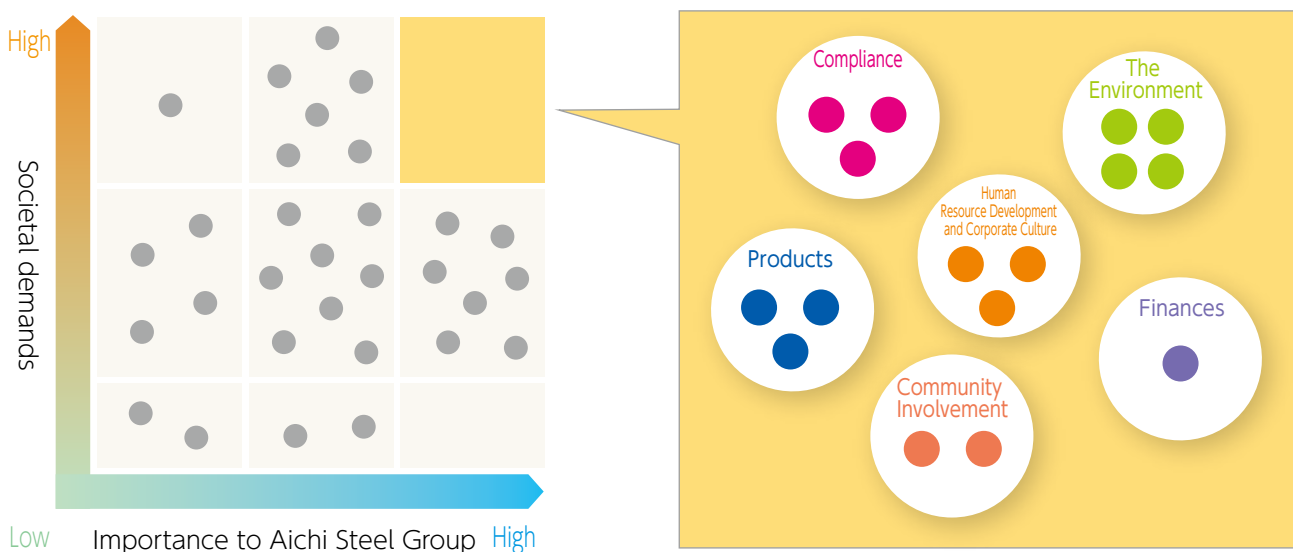 High
Societal demands
Low
Importance to Aichi Steel Group
High
Compliance
The
Environment
Human
Resource Development
and Corporate Culture
Products
Finances
Community
Involvement